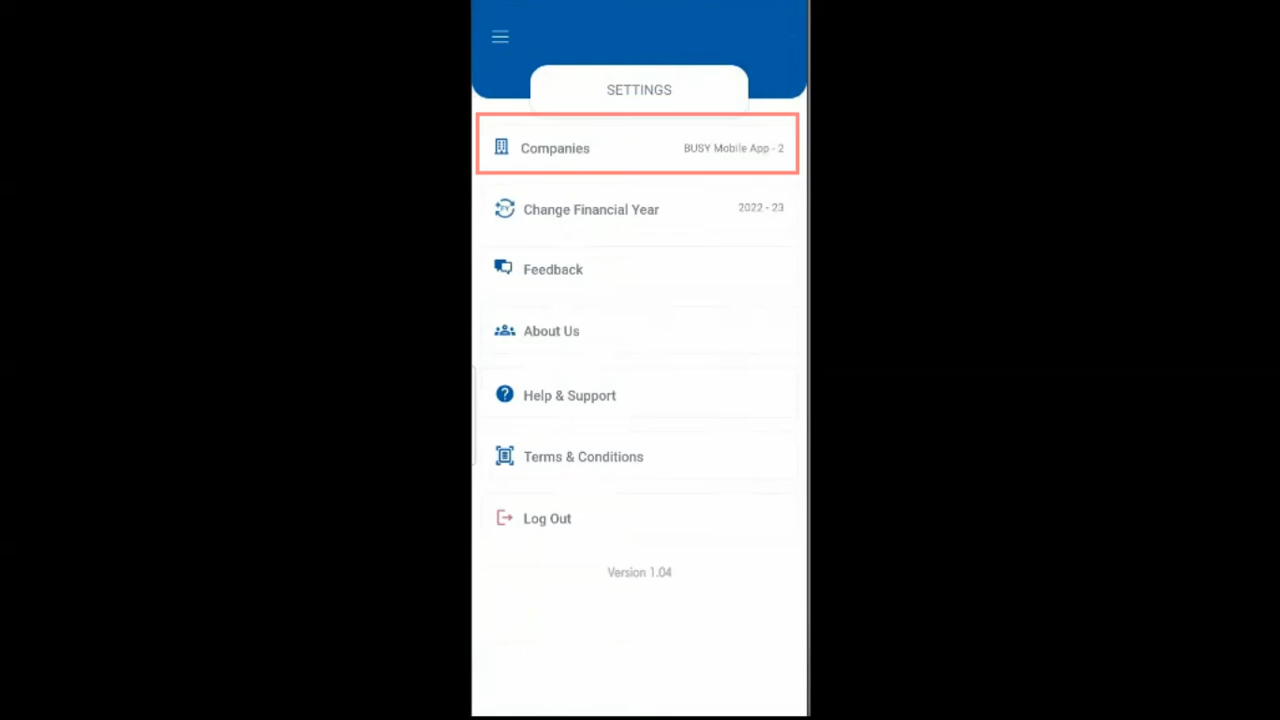 SETTINGS
Companies BUSY Mobile App - 2
Change Financial Year 2022 - 23
Feedback
About Us
Help & Support
Terms & Conditions
Log Out
Version 1.04